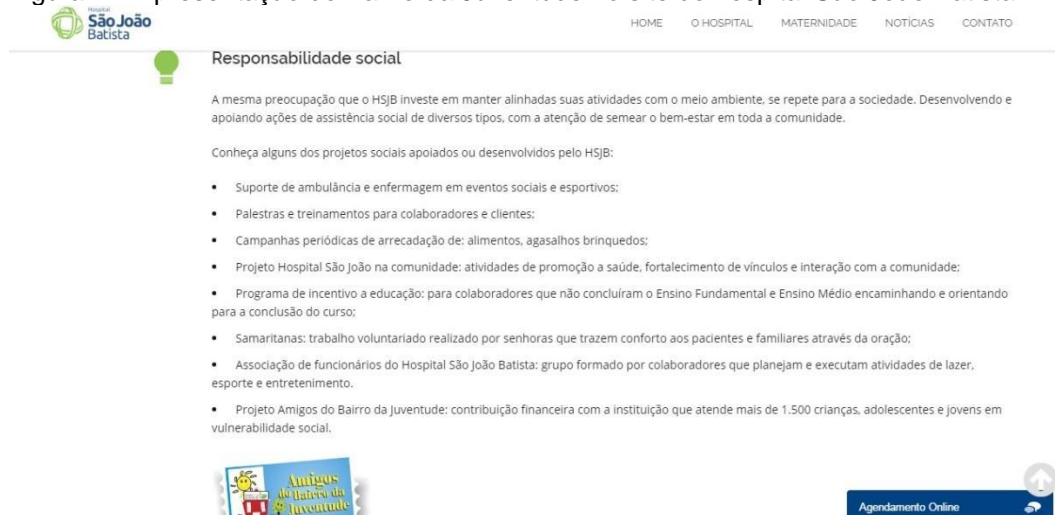 Hospital
São João
Batista
HOME O HOSPITAL MATERNIDADE NOTÍCIAS CONTATO
Responsabilidade social
A mesma preocupação que o HSJB investe em manter alinhadas suas atividades com o meio ambiente, se repete para a sociedade. Desenvolvendo e
apoiando ações de assistência social de diversos tipos, com a atenção de semear o bem-estar em toda a comunidade.
Conheça alguns dos projetos sociais apoiados ou desenvolvidos pelo HSJB:
• Suporte de ambulância e enfermagem em eventos sociais e esportivos;
• Palestras e treinamentos para colaboradores e clientes;
• Campanhas periódicas de arrecadação de: alimentos, agasalhos brinquedos;
• Projeto Hospital São João na comunidade: atividades de promoção a saúde, fortalecimento de vínculos e interação com a comunidade;
• Programa de incentivo a educação: para colaboradores que não concluíram o Ensino Fundamental e Ensino Médio encaminhando e orientando
para a conclusão do curso;
• Samaritanas: trabalho voluntariado realizado por senhoras que trazem conforto aos pacientes e familiares através da oração;
• Associação de funcionários do Hospital São João Batista: grupo formado por colaboradores que planejam e executam atividades de lazer,
esporte e entretenimento.
• Projeto Amigos do Bairro da Juventude: contribuição financeira com a instituição que atende mais de 1.500 crianças, adolescentes e jovens em
vulnerabilidade social.
Amigos
do Bairro da
Juventude
Agendamento Online